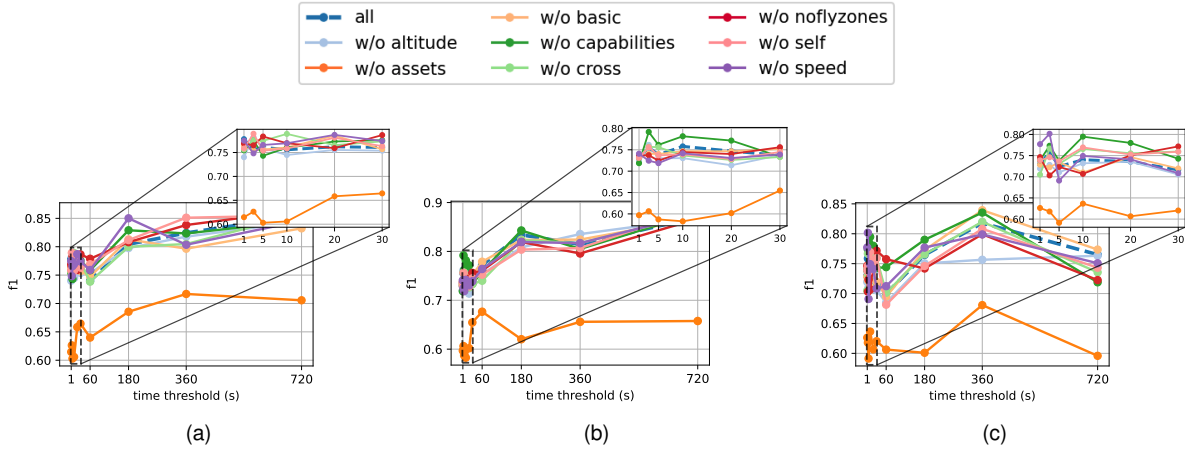 all w/o basic w/o noflyzones
w/o altitude w/o capabilities w/o self
w/o assets w/o cross w/o speed
0.75
0.70
0.65
0.60
1 5 10 20 30
0.85
0.80
0.75
0.70
0.65
0.60
f1
1 60 180 360 720
time threshold (s)
(a)
0.80
0.75
0.70
0.65
0.60
1 5 10 20 30
0.9
0.8
0.7
0.6
f1
1 60 180 360 720
time threshold (s)
(b)
0.80
0.75
0.70
0.65
0.60
1 5 10 20 30
0.85
0.80
0.75
0.70
0.65
0.60
f1
1 60 180 360 720
time threshold (s)
(c)